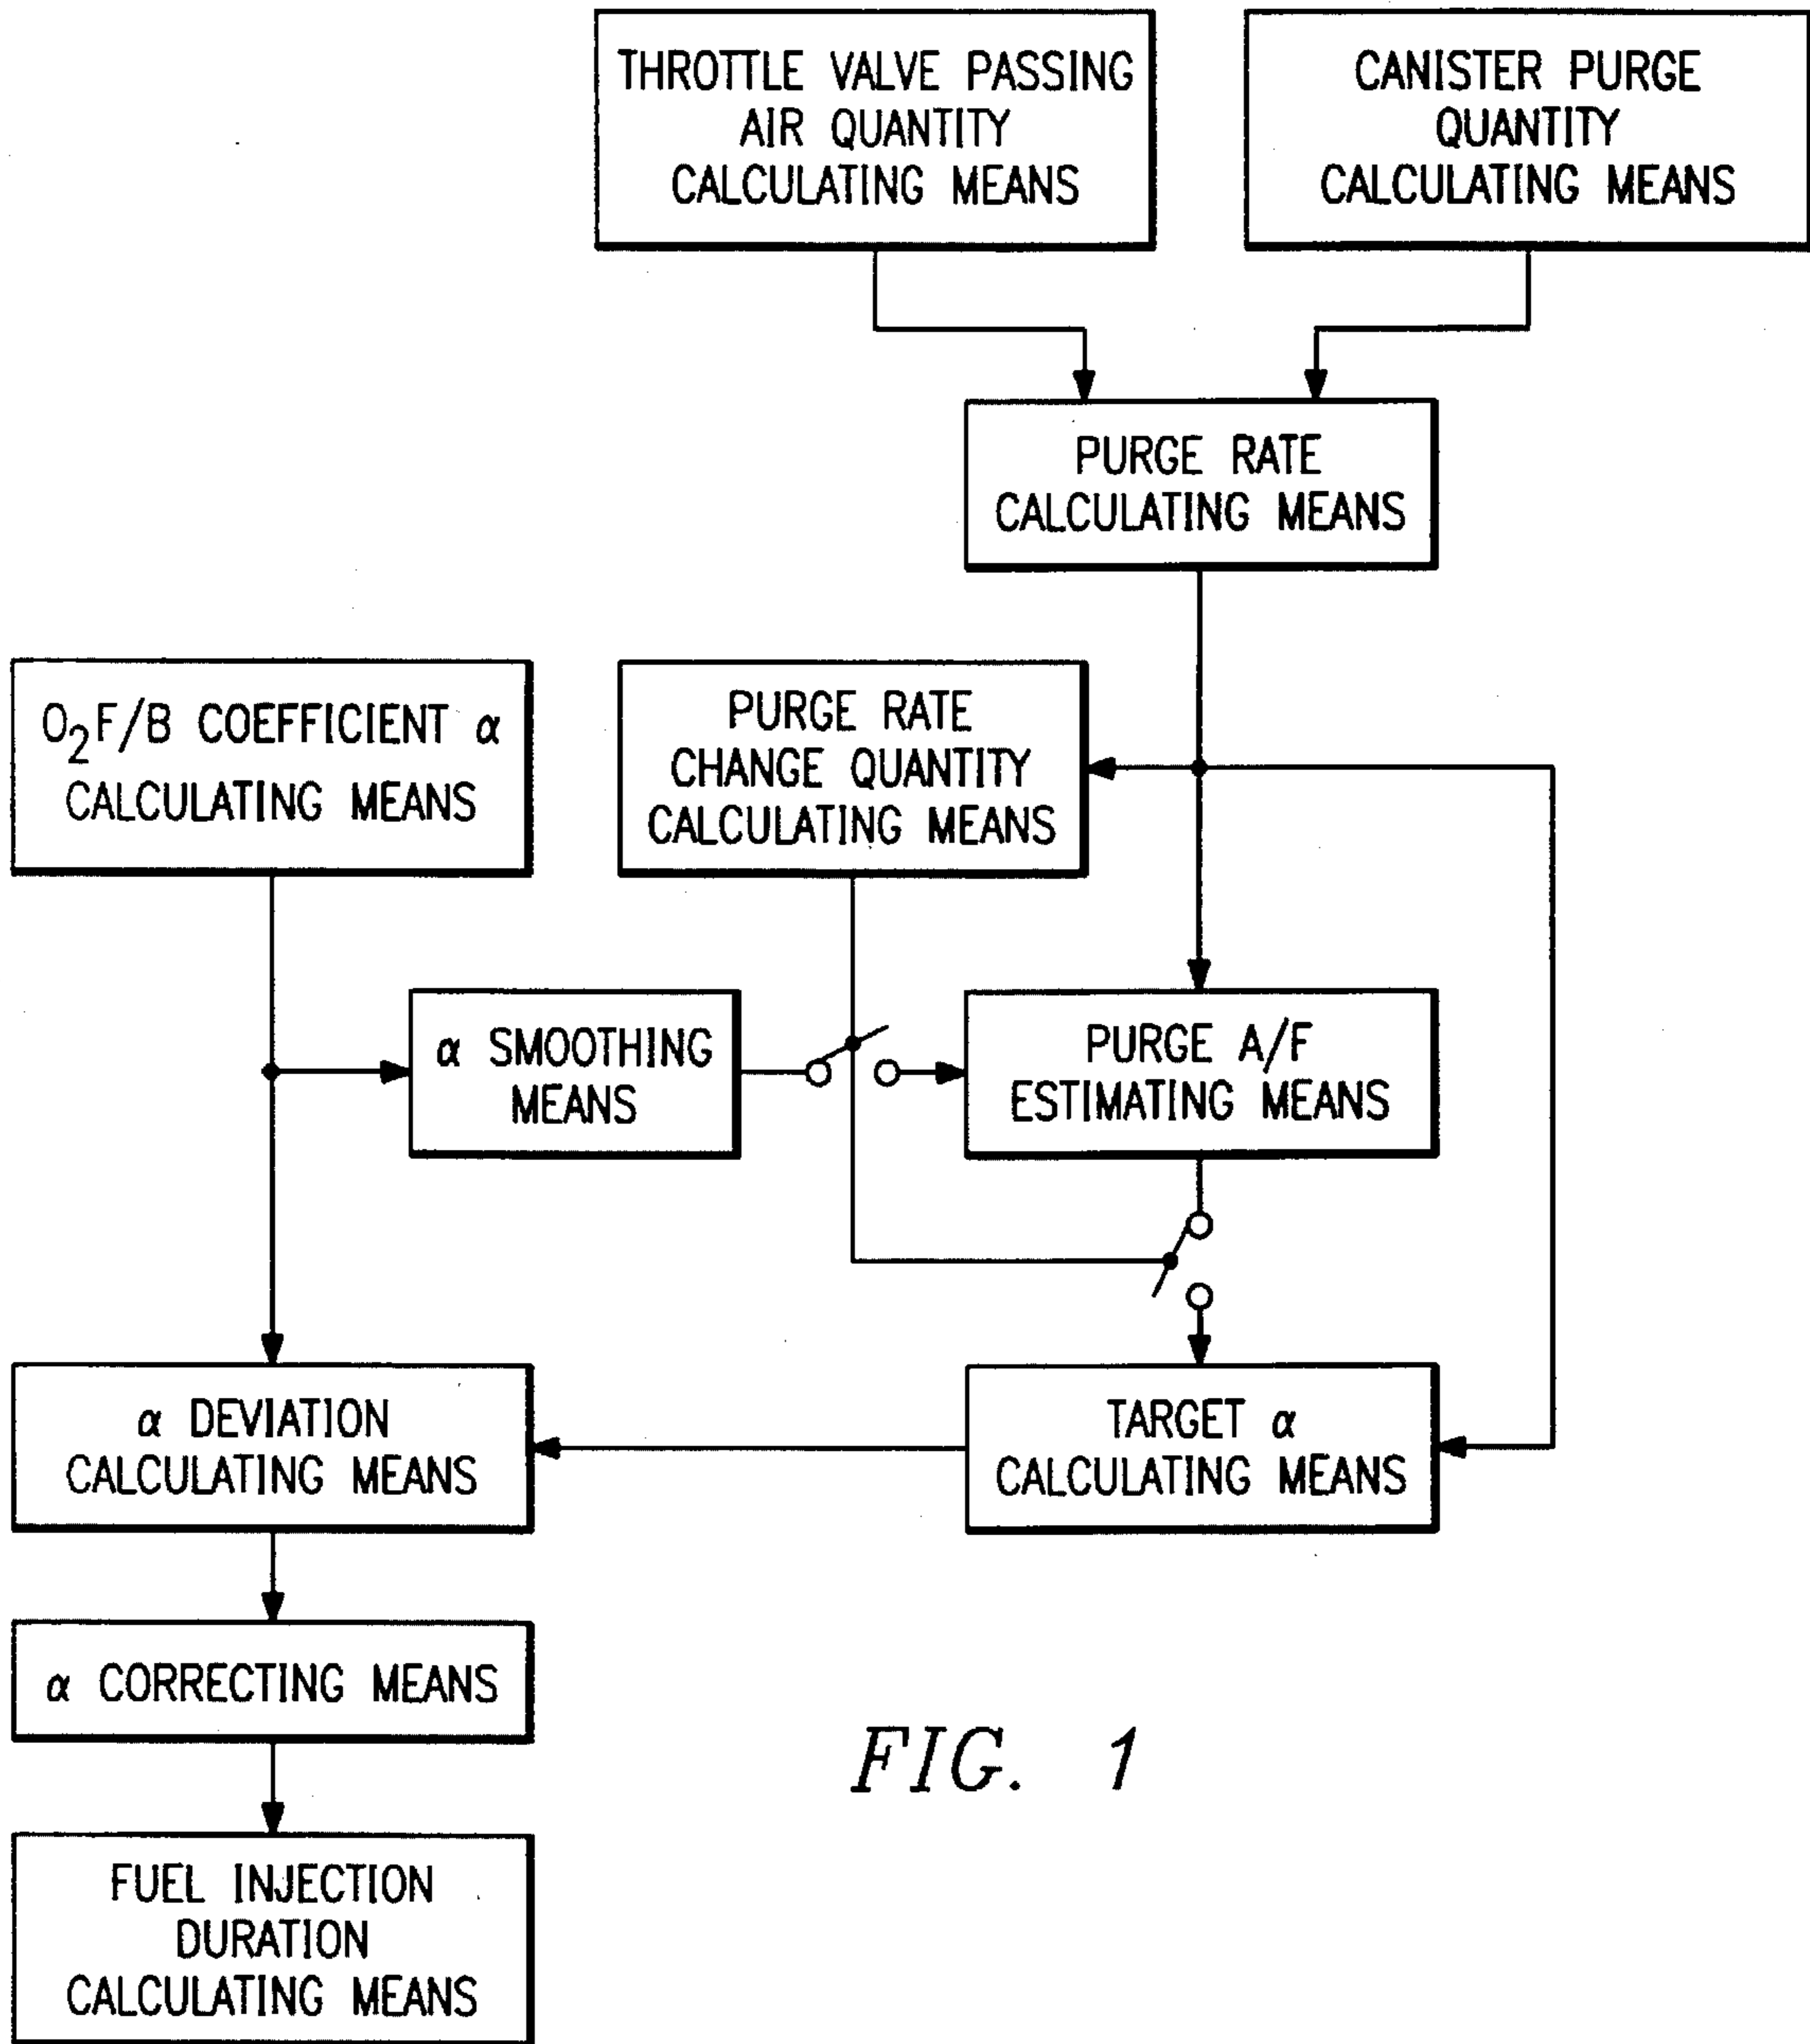 THROTTLE VALVE PASSING
AIR QUANTITY
CALCULATING MEANS
CANISTER PURGE
QUANTITY
CALCULATING MEANS
PURGE RATE
CALCULATING MEANS
O₂F/B COEFFICIENT α
CALCULATING MEANS
PURGE RATE
CHANGE QUANTITY
CALCULATING MEANS
α SMOOTHING
MEANS
PURGE A/F
ESTIMATING MEANS
α DEVIATION
CALCULATING MEANS
TARGET α
CALCULATING MEANS
α CORRECTING MEANS
FUEL INJECTION
DURATION
CALCULATING MEANS
FIG. 1